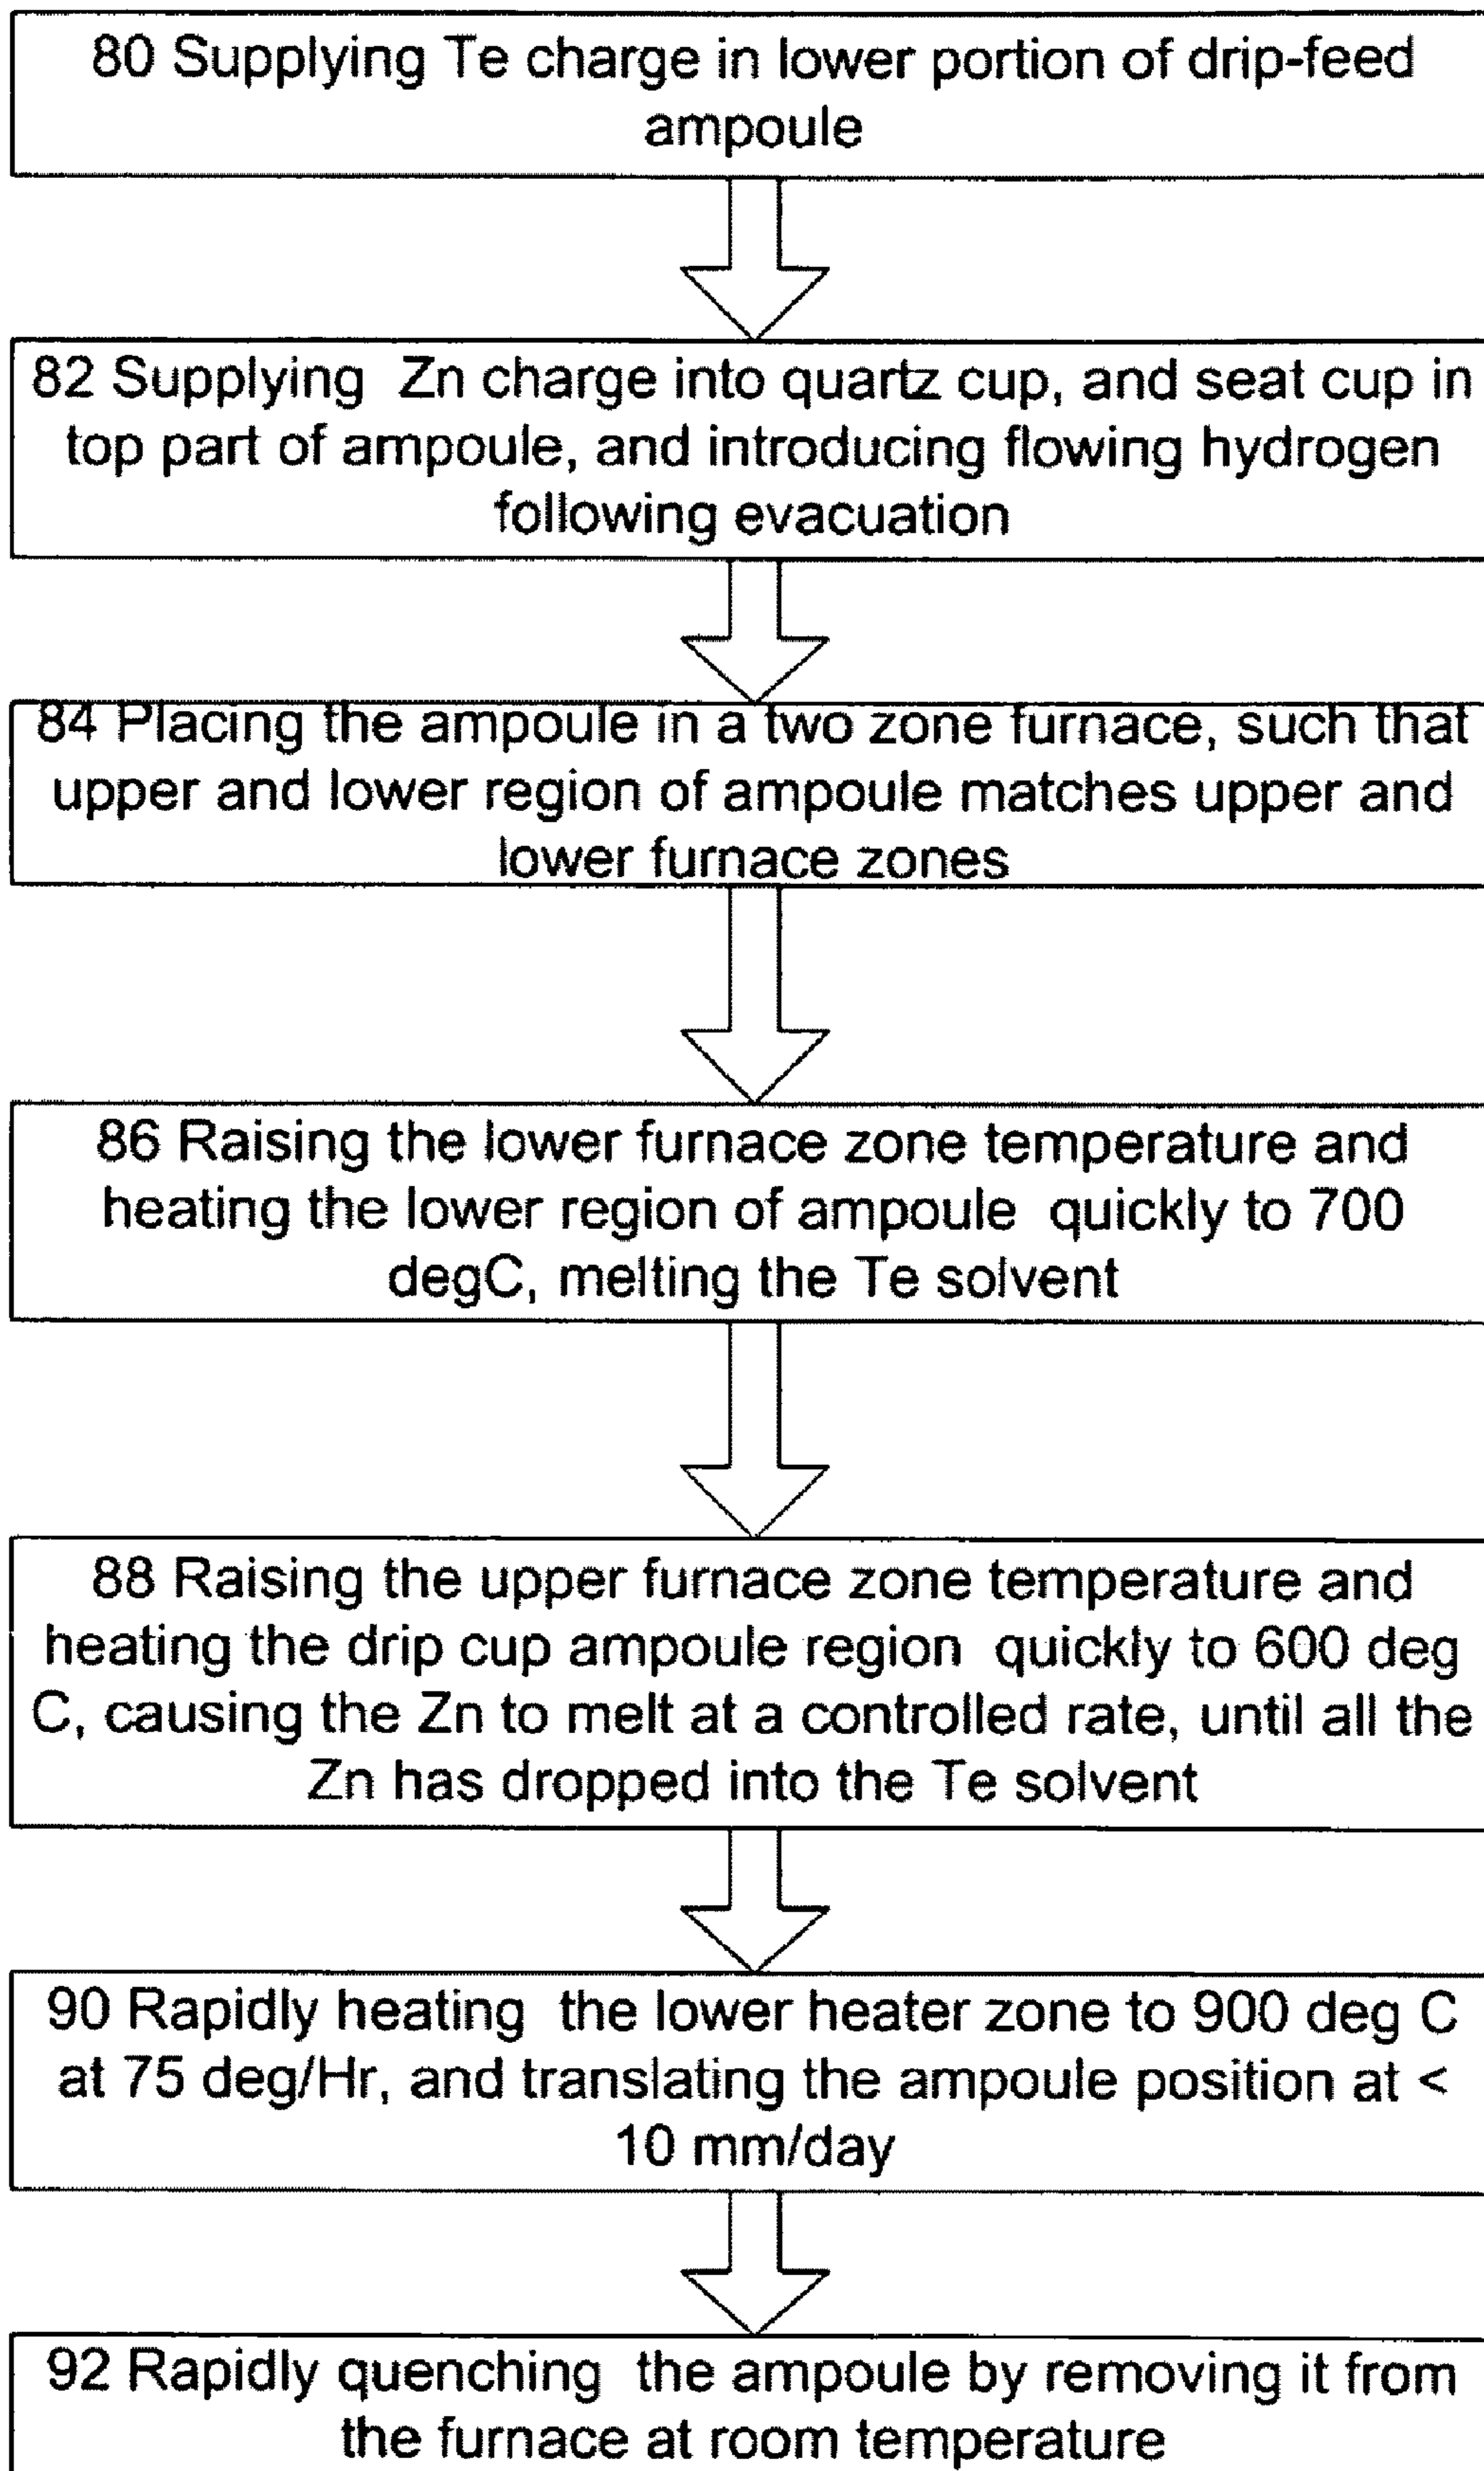 80 Supplying Te charge in lower portion of drip-feed
ampoule
82 Supplying Zn charge into quartz cup, and seat cup in
top part of ampoule, and introducing flowing hydrogen
following evacuation
84 Placing the ampoule in a two zone furnace, such that
upper and lower region of ampoule matches upper and
lower furnace zones
86 Raising the lower furnace zone temperature and
heating the lower region of ampoule quickly to 700
degC, melting the Te solvent
88 Raising the upper furnace zone temperature and
heating the drip cup ampoule region quickly to 600 deg
C, causing the Zn to melt at a controlled rate, until all the
Zn has dropped into the Te solvent
90 Rapidly heating the lower heater zone to 900 deg C
at 75 deg/Hr, and translating the ampoule position at <
10 mm/day
92 Rapidly quenching the ampoule by removing it from
the furnace at room temperature